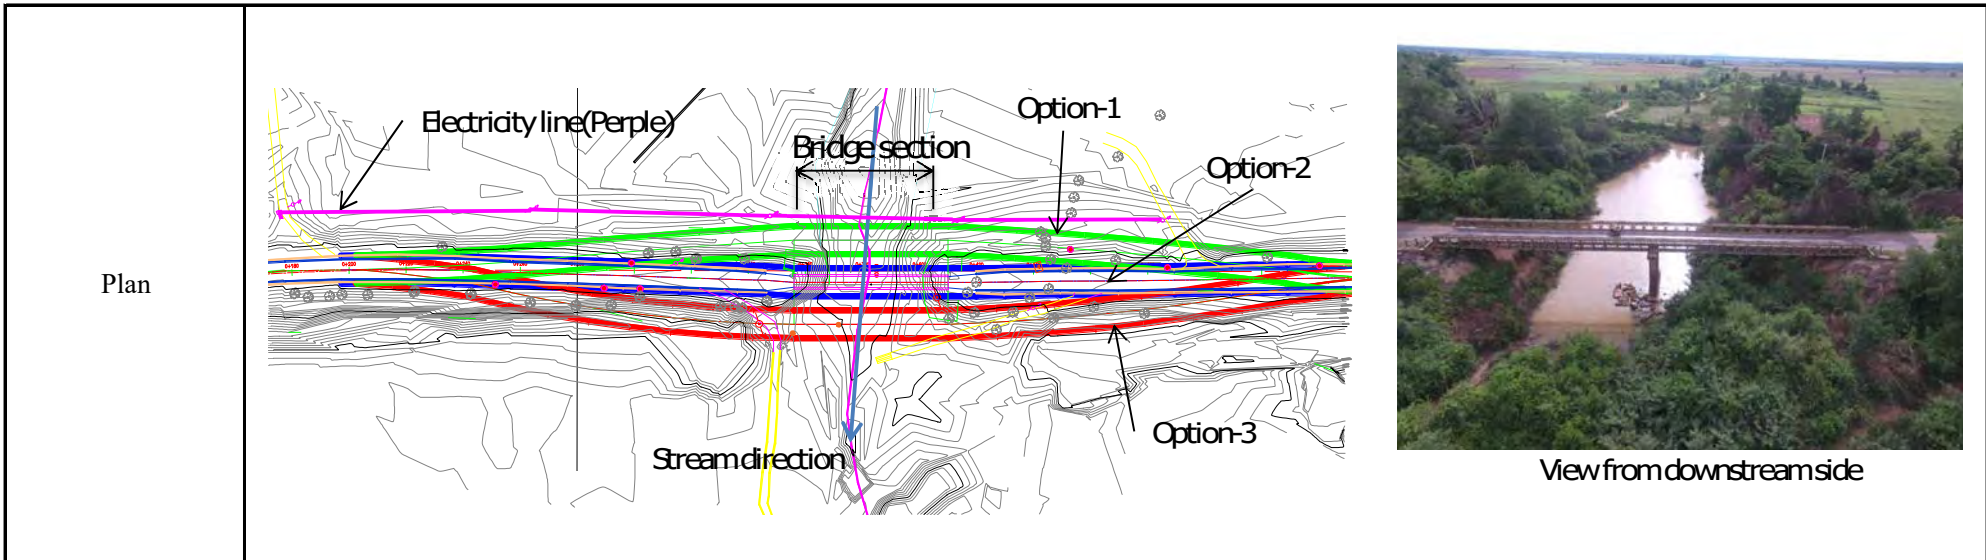 Plan
Electricity line(Perple)
Bridge section
Option-1
Option-2
Option-3
Stream direction
View from downstream side